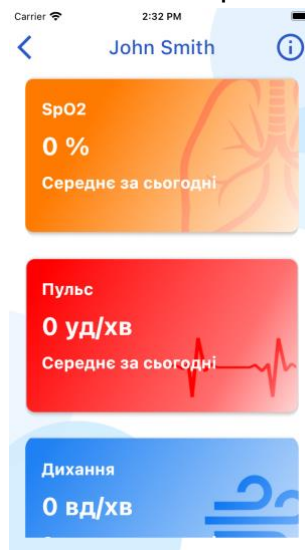 Carrier 2:32 PM
John Smith
SpO2
0 %
Середнє за сьогодні
Пульс
0 уд/хв
Середнє за сьогодні
Дихання
0 вд/хв